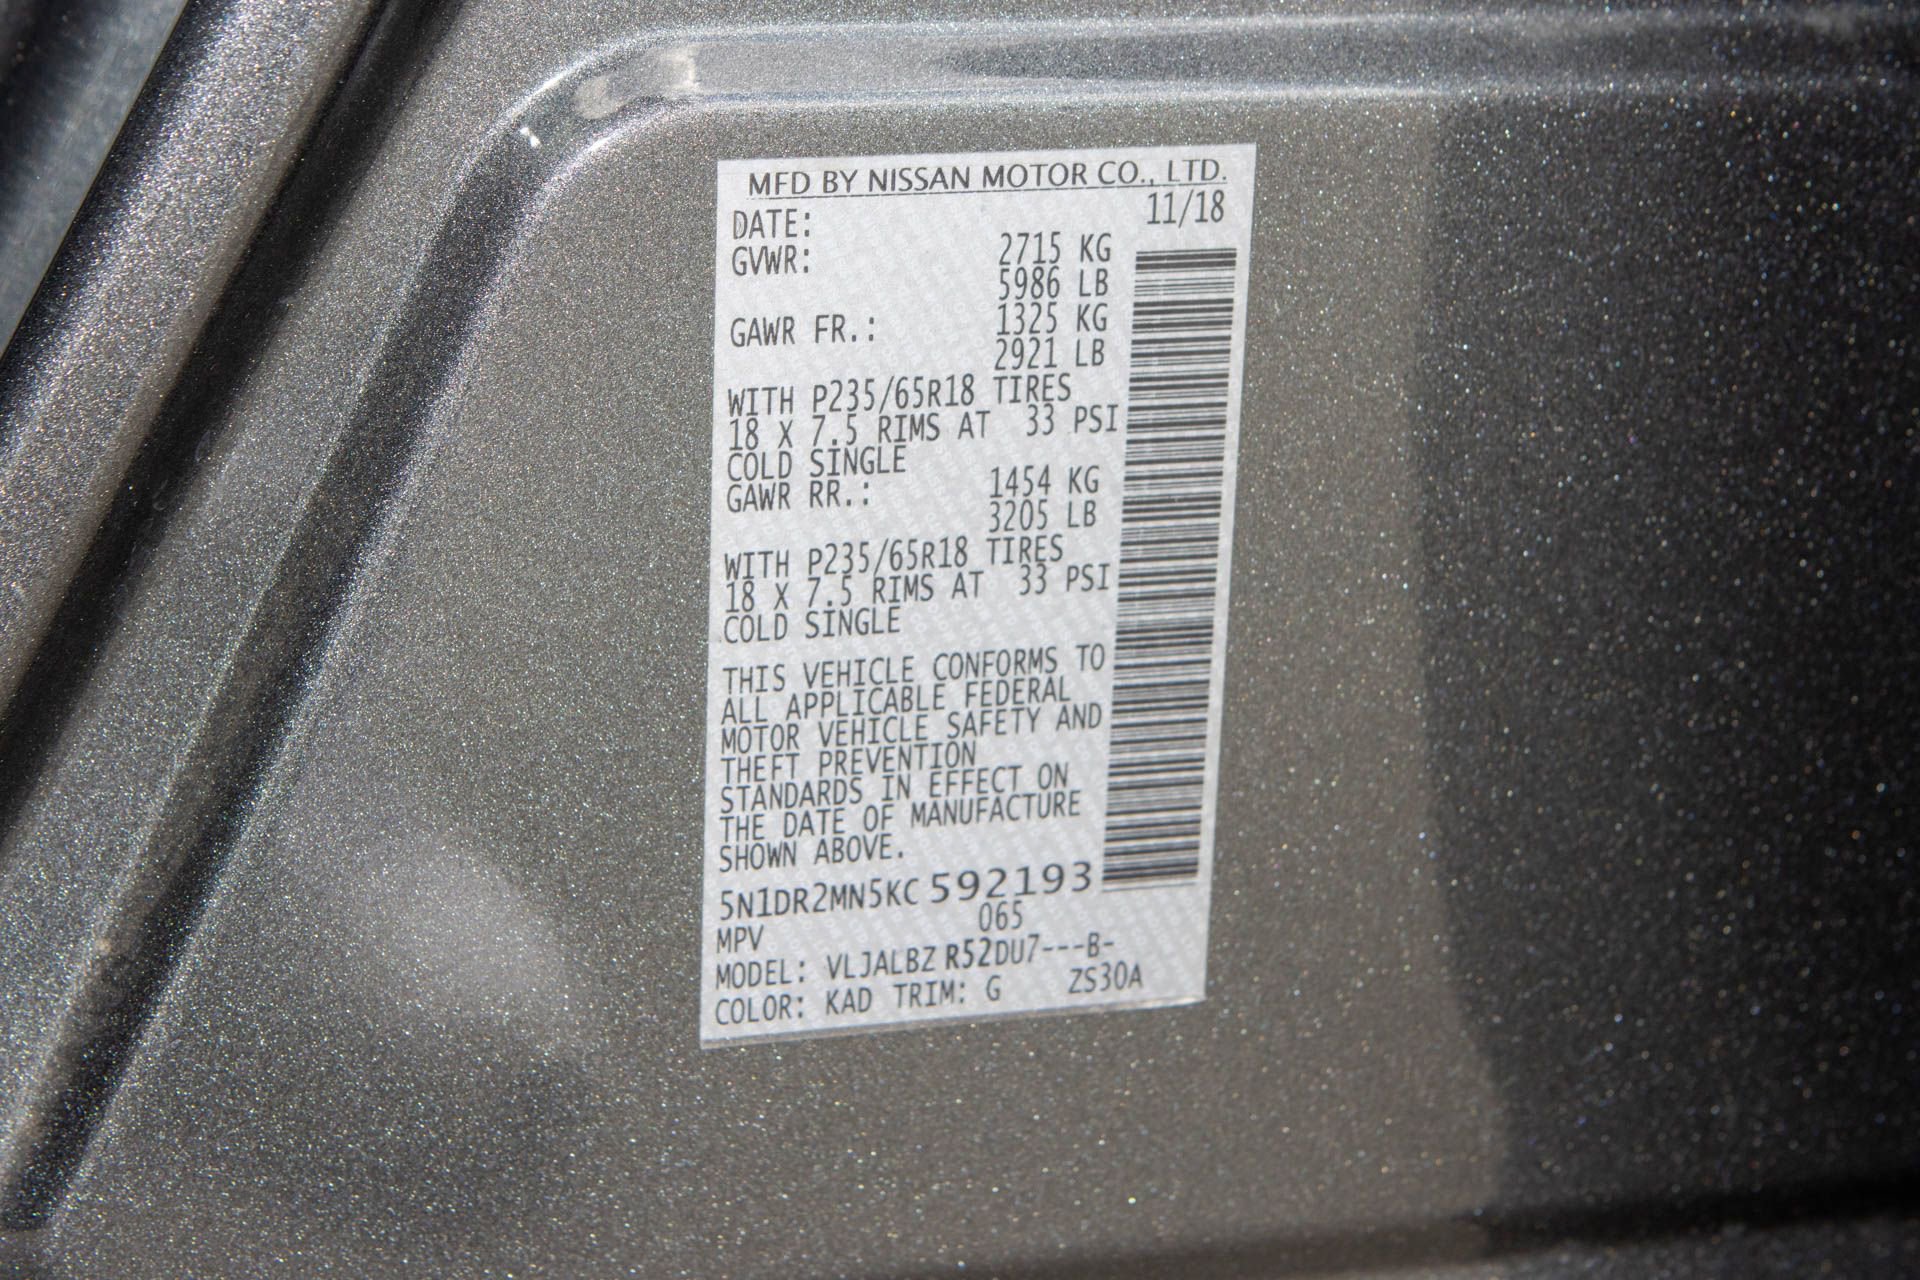 MFD BY NISSAN MOTOR CO., LTD.
DATE: 11/18
GVWR: 2715 KG
5986 LB
GAWR FR.: 1325 KG
2921 LB
WITH P235/65R18 TIRES
18 X 7.5 RIMS AT 33 PSI
COLD SINGLE
GAWR RR.: 1454 KG
3205 LB
WITH P235/65R18 TIRES
18 X 7.5 RIMS AT 33 PSI
COLD SINGLE
THIS VEHICLE CONFORMS TO
ALL APPLICABLE FEDERAL
MOTOR VEHICLE SAFETY AND
THEFT PREVENTION
STANDARDS IN EFFECT ON
THE DATE OF MANUFACTURE
SHOWN ABOVE.
5N1DR2MN5KC 592193
MPV 065
MODEL: VLJALBZ R52DU7---B-
COLOR: KAD TRIM: G ZS30A